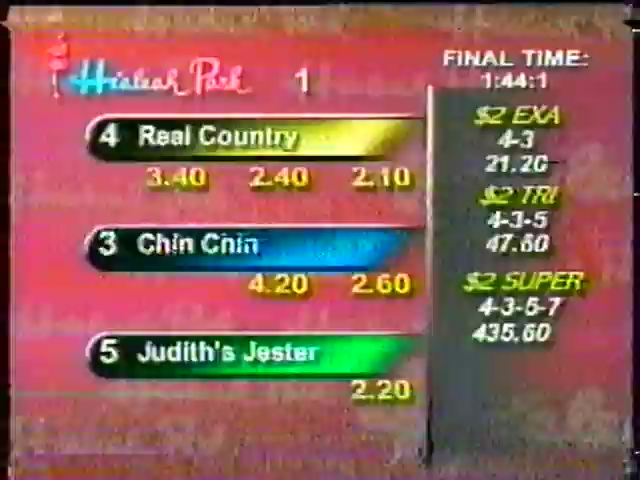 Hialeah Park 1
4 Real Country
3.40 2.40 2.10
3 Chin Chin
4.20 2.60
5 Judith's Jester
2.20
FINAL TIME:
1:44:1
$2 EXA
4-3
21.20
$2 TRI
4-3-5
47.60
$2 SUPER
4-3-5-7
435.60